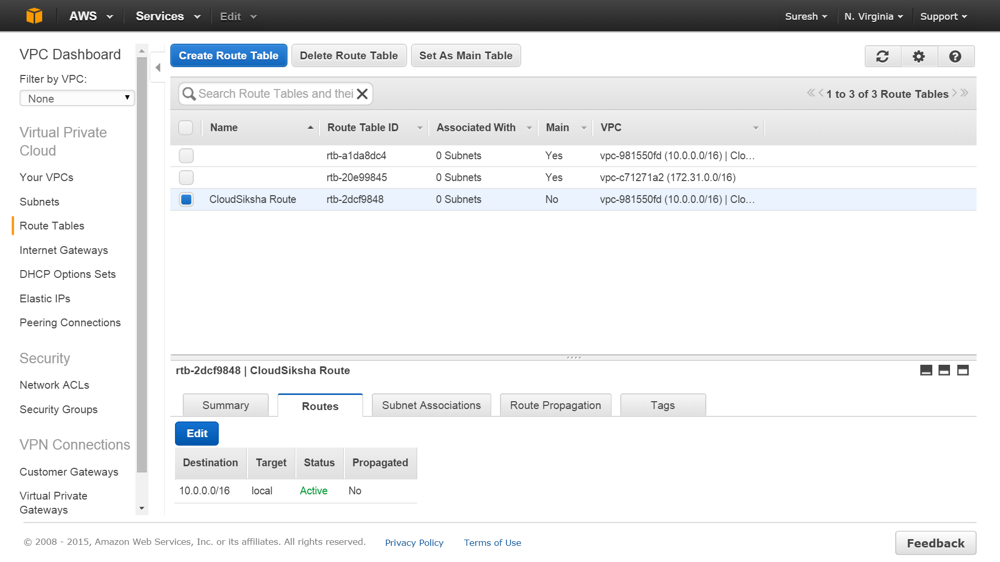 AWS Services Edit Suresh N. Virginia Support
VPC Dashboard
Filter by VPC:
None
Virtual Private
Cloud
Your VPCs
Subnets
Route Tables
Internet Gateways
DHCP Options Sets
Elastic IPs
Peering Connections
Security
Network ACLs
Security Groups
VPN Connections
Customer Gateways
Virtual Private
Gateways
Create Route Table Delete Route Table Set As Main Table
Search Route Tables and thei 1 to 3 of 3 Route Tables
Name Route Table ID Associated With Main VPC
rtb-a1da8dc4 0 Subnets Yes vpc-981550fd (10.0.0.0/16) | Clo...
rtb-20e99845 0 Subnets Yes vpc-c71271a2 (172.31.0.0/16)
CloudSiksha Route rtb-2dcf9848 0 Subnets No vpc-981550fd (10.0.0.0/16) | Clo...
rtb-2dcf9848 | CloudSiksha Route
Summary Routes Subnet Associations Route Propagation Tags
Edit
Destination Target Status Propagated
10.0.0.0/16 local Active No
© 2008 - 2015, Amazon Web Services, Inc. or its affiliates. All rights reserved. Privacy Policy Terms of Use Feedback